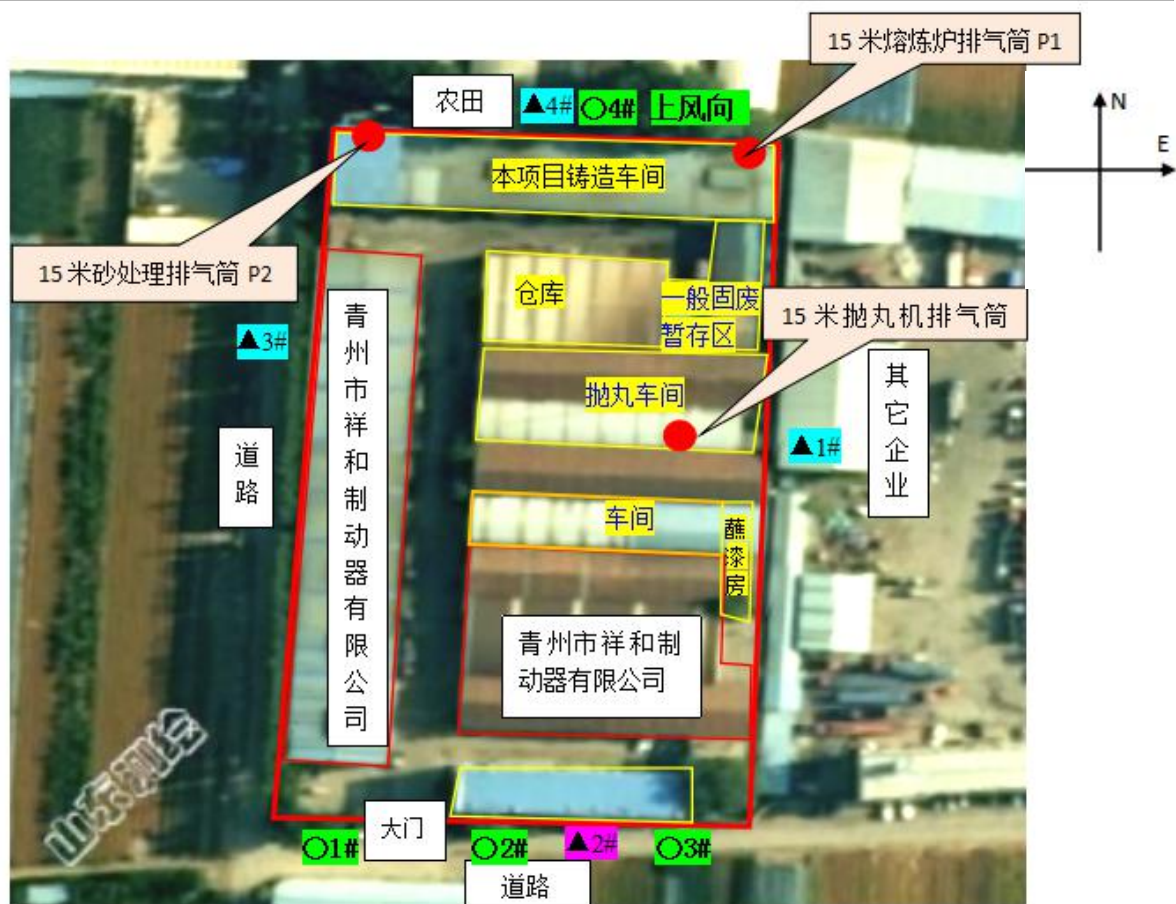 15 米熔炼炉排气筒 P1
N
E
农田
▲4#
○4#
上风向
本项目铸造车间
15 米砂处理排气筒 P2
仓库
一般固废
暂存区
15 米抛丸机排气筒
▲3#
青州市祥和制动器有限公司
抛丸车间
其它企业
▲1#
道路
车间
蘸漆房
青州市祥和制
动器有限公司
山东测绘
大门
○1#
○2#
▲2#
○3#
道路